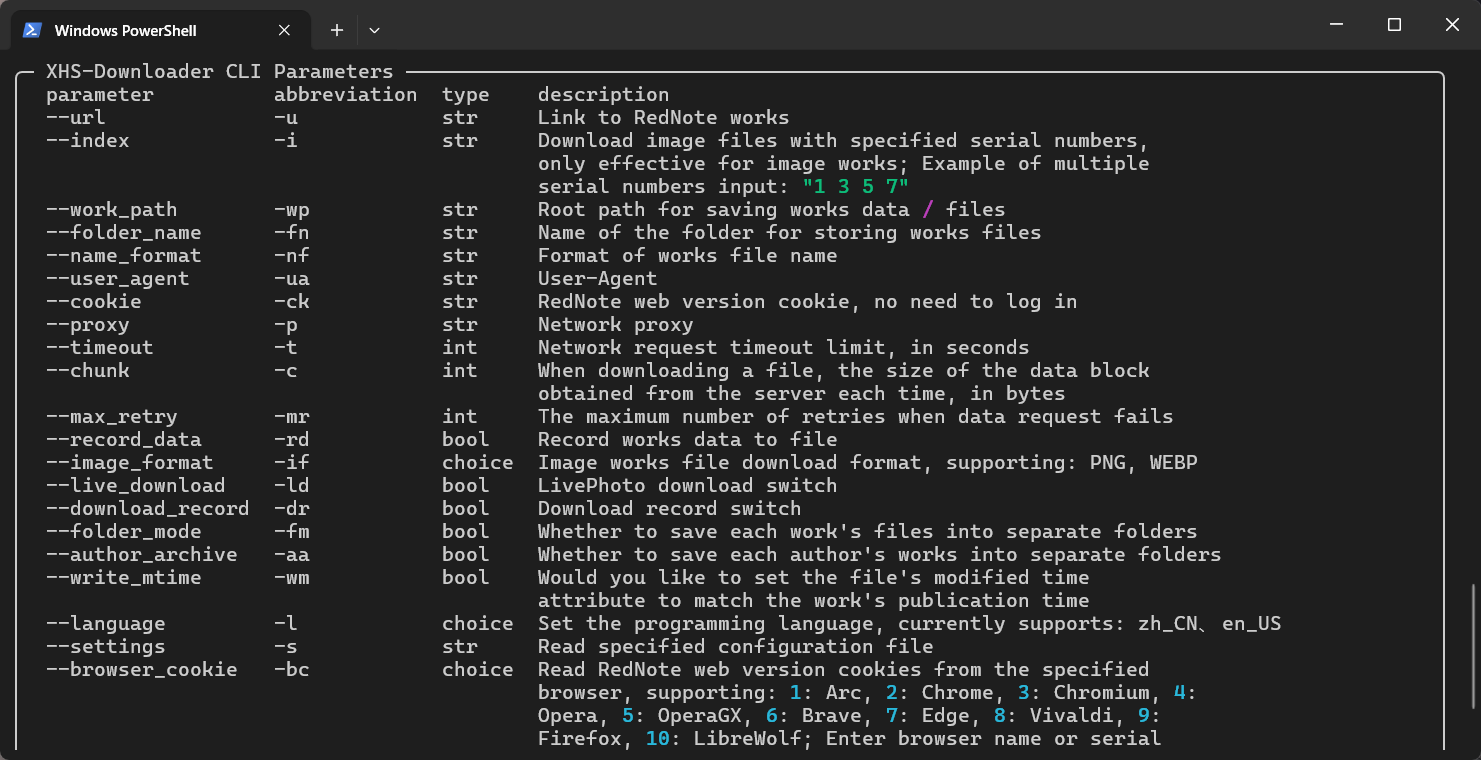 Windows PowerShell
XHS-Downloader CLI Parameters
parameter abbreviation type description
--url -u str Link to RedNote works
--index -i str Download image files with specified serial numbers,
only effective for image works; Example of multiple
serial numbers input: "1 3 5 7"
--work_path -wp str Root path for saving works data / files
--folder_name -fn str Name of the folder for storing works files
--name_format -nf str Format of works file name
--user_agent -ua str User-Agent
--cookie -ck str RedNote web version cookie, no need to log in
--proxy -p str Network proxy
--timeout -t int Network request timeout limit, in seconds
--chunk -c int When downloading a file, the size of the data block
obtained from the server each time, in bytes
--max_retry -mr int The maximum number of retries when data request fails
--record_data -rd bool Record works data to file
--image_format -if choice Image works file download format, supporting: PNG, WEBP
--live_download -ld bool LivePhoto download switch
--download_record -dr bool Download record switch
--folder_mode -fm bool Whether to save each work's files into separate folders
--author_archive -aa bool Whether to save each author's works into separate folders
--write_mtime -wm bool Would you like to set the file's modified time
attribute to match the work's publication time
--language -l choice Set the programming language, currently supports: zh_CN、en_US
--settings -s str Read specified configuration file
--browser_cookie -bc choice Read RedNote web version cookies from the specified
browser, supporting: 1: Arc, 2: Chrome, 3: Chromium, 4:
Opera, 5: OperaGX, 6: Brave, 7: Edge, 8: Vivaldi, 9:
Firefox, 10: LibreWolf; Enter browser name or serial